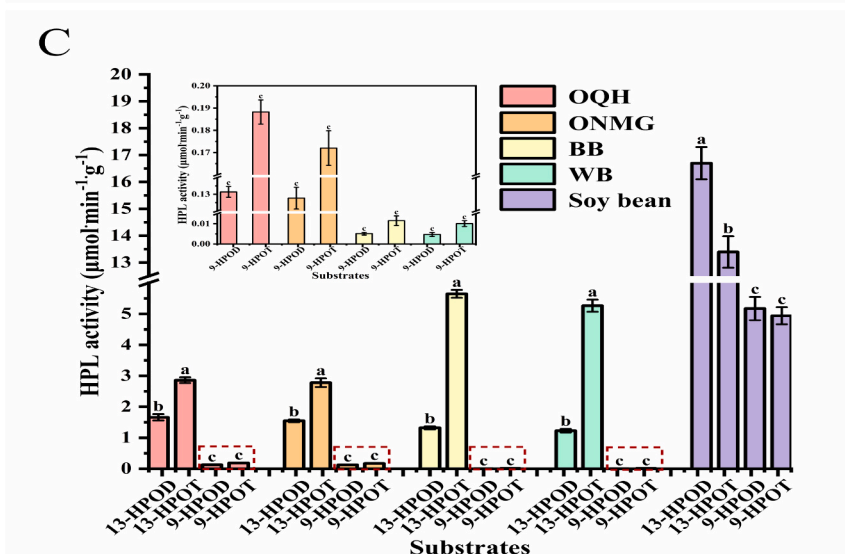 C
HPL activity (μmol·min⁻¹·g⁻¹)
20
19
18
17
16
15
14
13
5
4
3
2
1
0
HPL activity (μmol·min⁻¹·g⁻¹)
0.20
0.19
0.18
0.17
0.13
0.01
0.00
c c c c c c c c
9-HPOD 9-HPOT 9-HPOD 9-HPOT 9-HPOD 9-HPOT 9-HPOD 9-HPOT
Substrates
OQH
ONMG
BB
WB
Soy bean
b a c c b a c c b a c c b a c c a b c c
13-HPOD 13-HPOT 9-HPOD 9-HPOT 13-HPOD 13-HPOT 9-HPOD 9-HPOT 13-HPOD 13-HPOT 9-HPOD 9-HPOT 13-HPOD 13-HPOT 9-HPOD 9-HPOT 13-HPOD 13-HPOT 9-HPOD 9-HPOT
Substrates